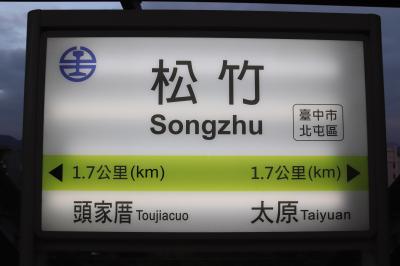 松竹
Songzhu
臺中市
北屯區
1.7公里(km) 1.7公里(km)
頭家厝 Toujiacuo 太原 Taiyuan